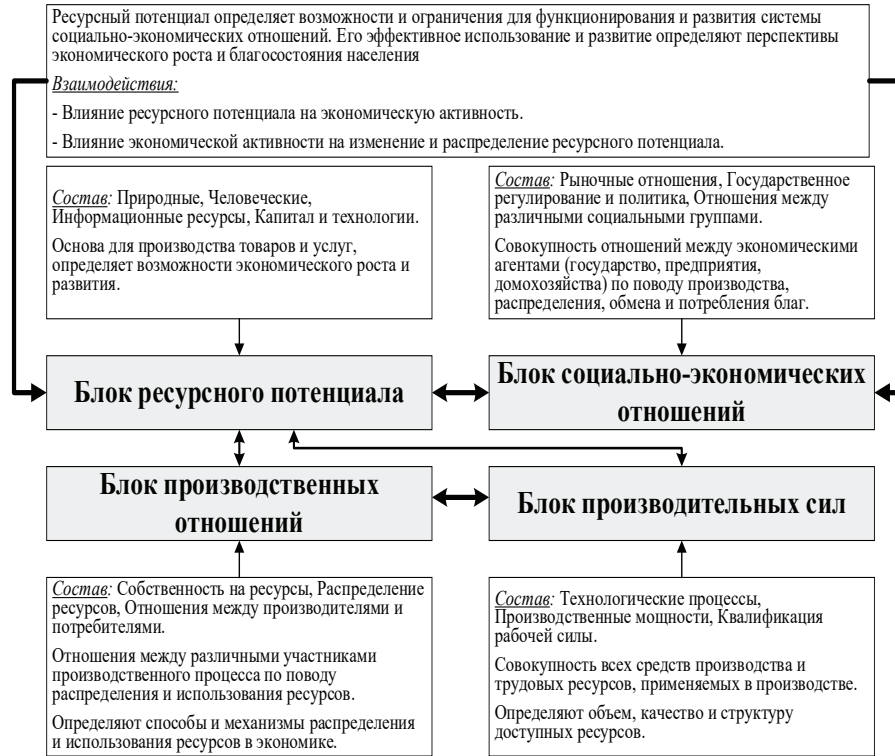 Ресурсный потенциал определяет возможности и ограничения для функционирования и развития системы
социально-экономических отношений. Его эффективное использование и развитие определяют перспективы
экономического роста и благосостояния населения
Взаимодействия:
- Влияние ресурсного потенциала на экономическую активность.
- Влияние экономической активности на изменение и распределение ресурсного потенциала.
Состав: Природные, Человеческие,
Информационные ресурсы, Капитал и технологии.
Основа для производства товаров и услуг,
определяет возможности экономического роста и
развития.
Состав: Рыночные отношения, Государственное
регулирование и политика, Отношения между
различными социальными группами.
Совокупность отношений между экономическими
агентами (государство, предприятия,
домохозяйства) по поводу производства,
распределения, обмена и потребления благ.
Блок ресурсного потенциала
Блок социально-экономических
отношений
Блок производственных
отношений
Блок производительных сил
Состав: Собственность на ресурсы, Распределение
ресурсов, Отношения между производителями и
потребителями.
Отношения между различными участниками
производственного процесса по поводу
распределения и использования ресурсов.
Определяют способы и механизмы распределения
и использования ресурсов в экономике.
Состав: Технологические процессы,
Производственные мощности, Квалификация
рабочей силы.
Совокупность всех средств производства и
трудовых ресурсов, применяемых в производстве.
Определяют объем, качество и структуру
доступных ресурсов.